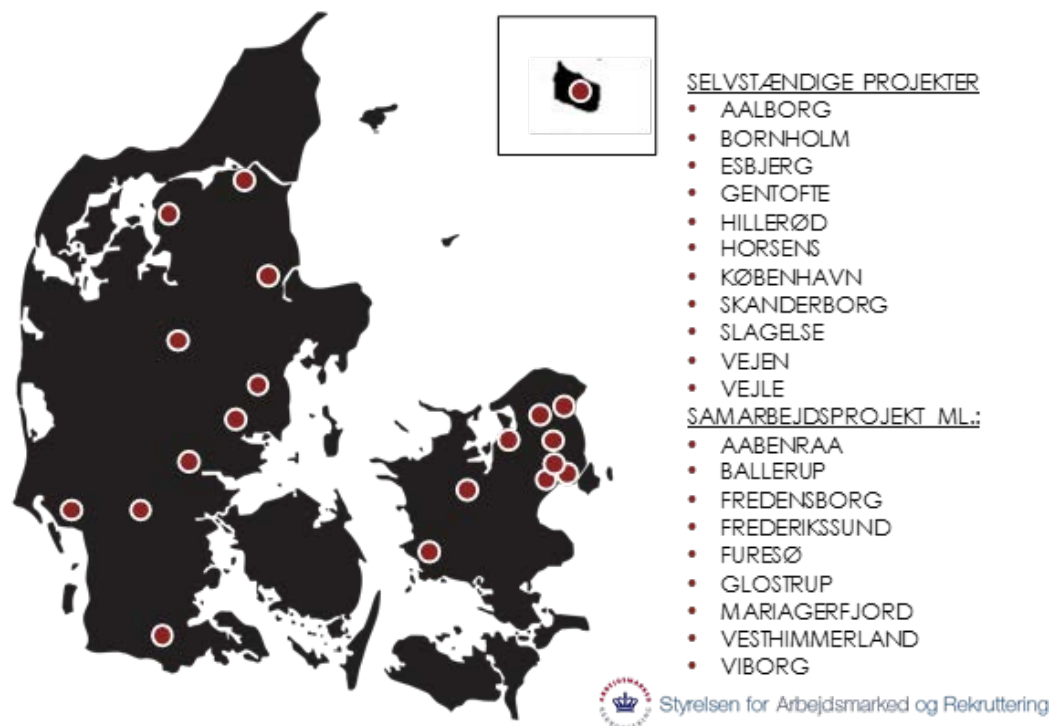 SELVSTÆNDIGE PROJEKTER
• AALBORG
• BORNHOLM
• ESBJERG
• GENTOFTE
• HILLERØD
• HORSENS
• KØBENHAVN
• SKANDERBORG
• SLAGELSE
• VEJEN
• VEJLE
SAMARBEJDSPROJEKT ML.:
• AABENRAA
• BALLERUP
• FREDENSBORG
• FREDERIKSSUND
• FURESØ
• GLOSTRUP
• MARIAGERFJORD
• VESTHIMMERLAND
• VIBORG
Styrelsen for Arbejdsmarked og Rekruttering